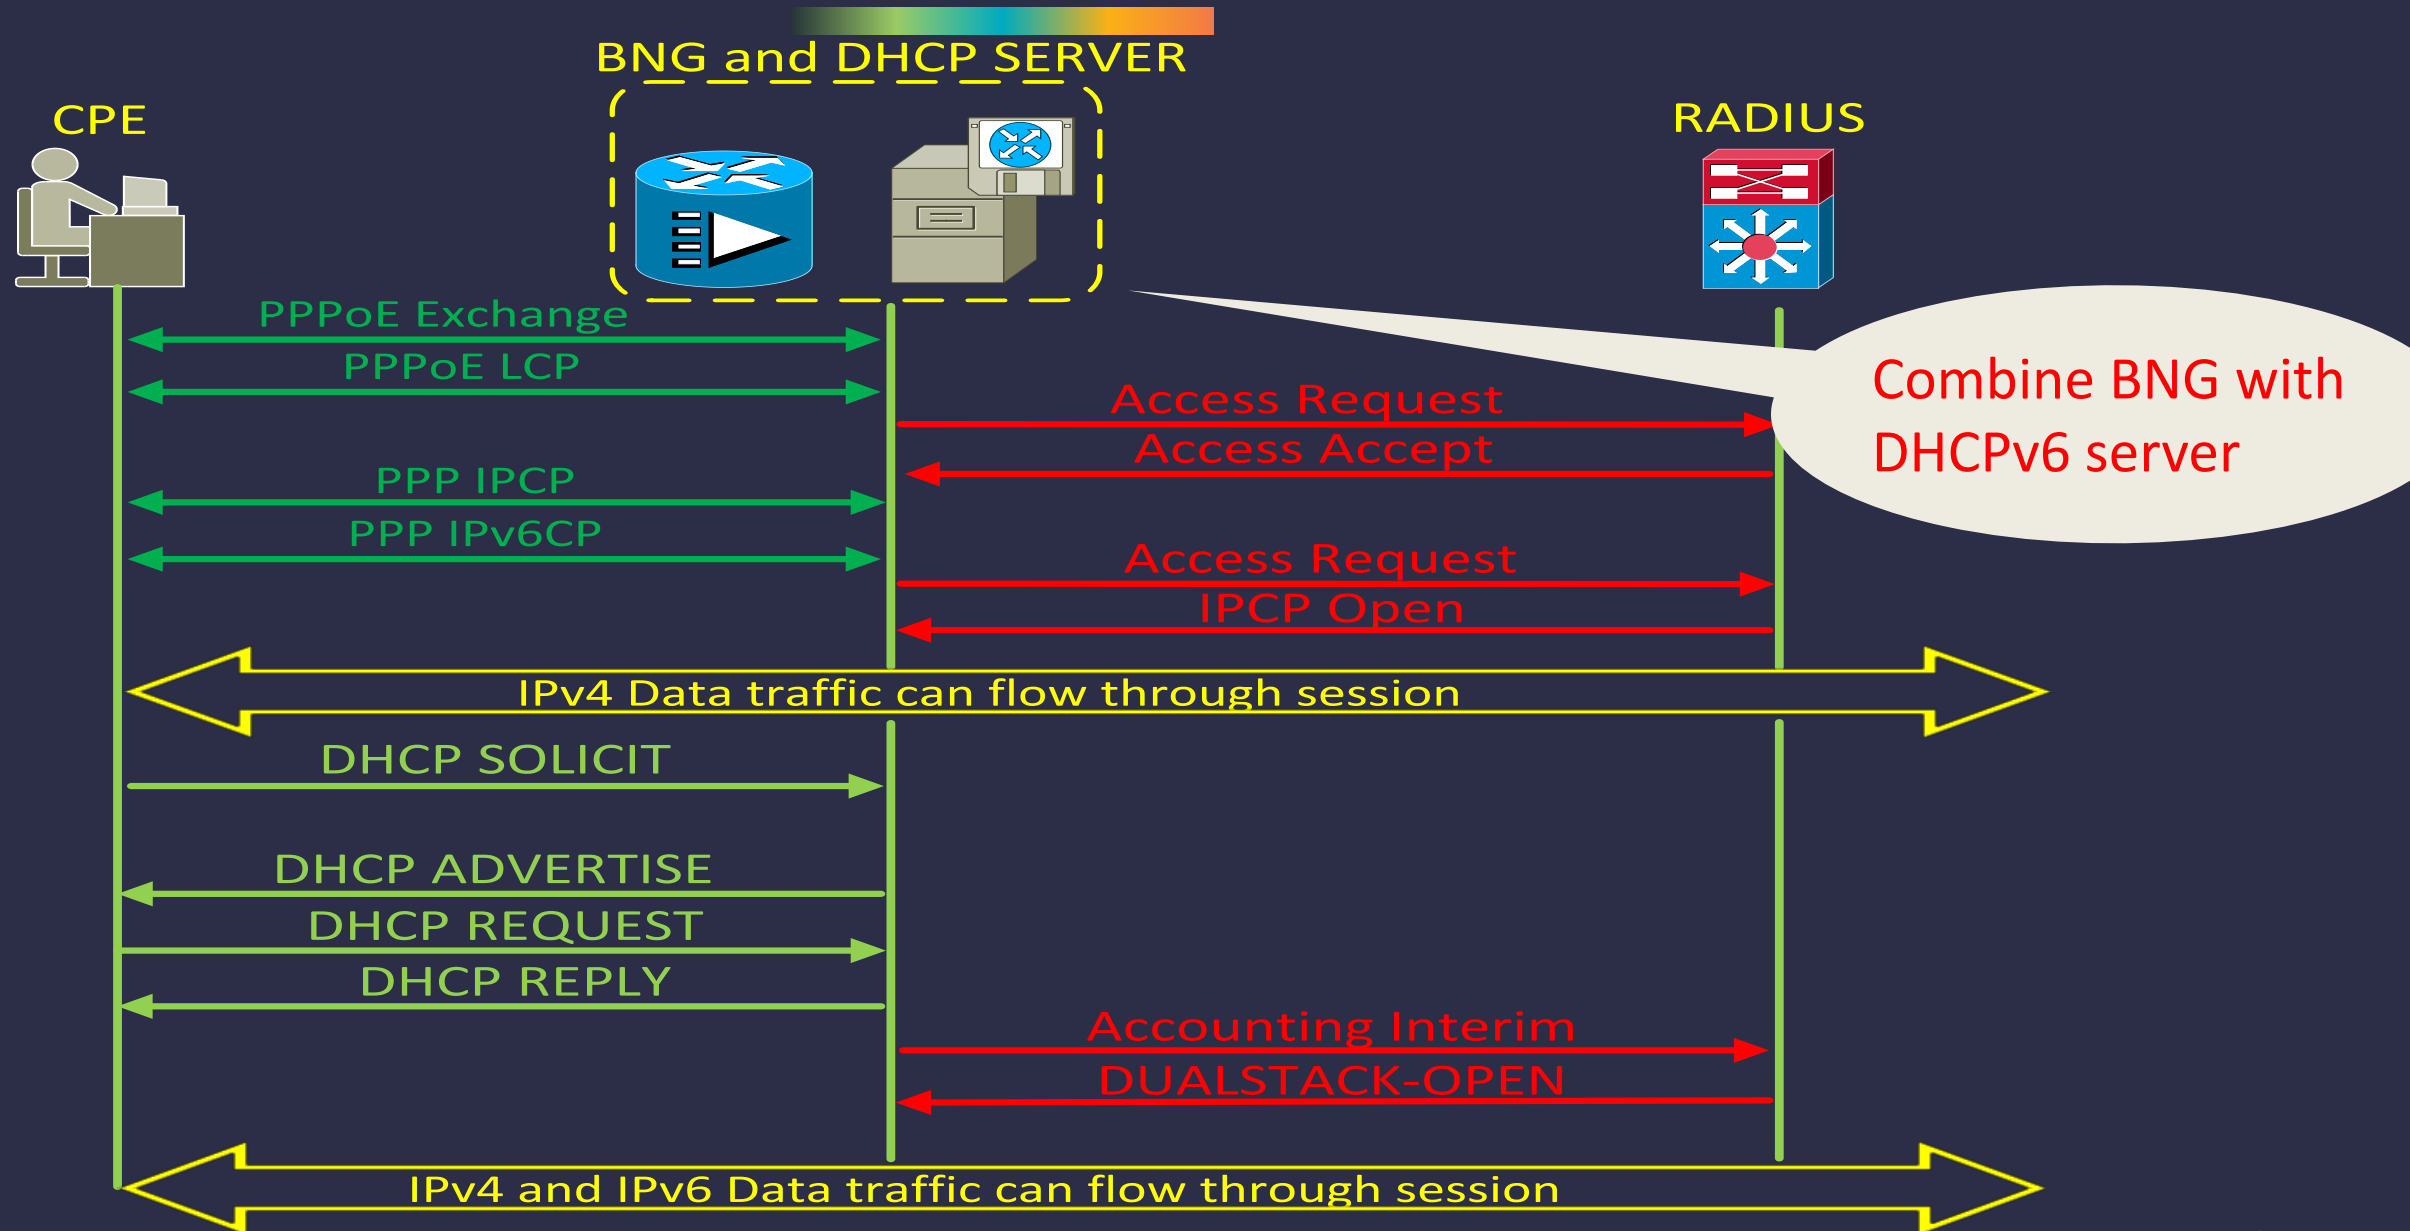 BNG and DHCP SERVER
CPE
RADIUS
PPPoE Exchange
PPPoE LCP
Combine BNG with
DHCPv6 server
Access Request
Access Accept
PPP IPCP
PPP IPv6CP
Access Request
IPCP Open
IPv4 Data traffic can flow through session
DHCP SOLICIT
DHCP ADVERTISE
DHCP REQUEST
DHCP REPLY
Accounting Interim
DUALSTACK-OPEN
IPv4 and IPv6 Data traffic can flow through session